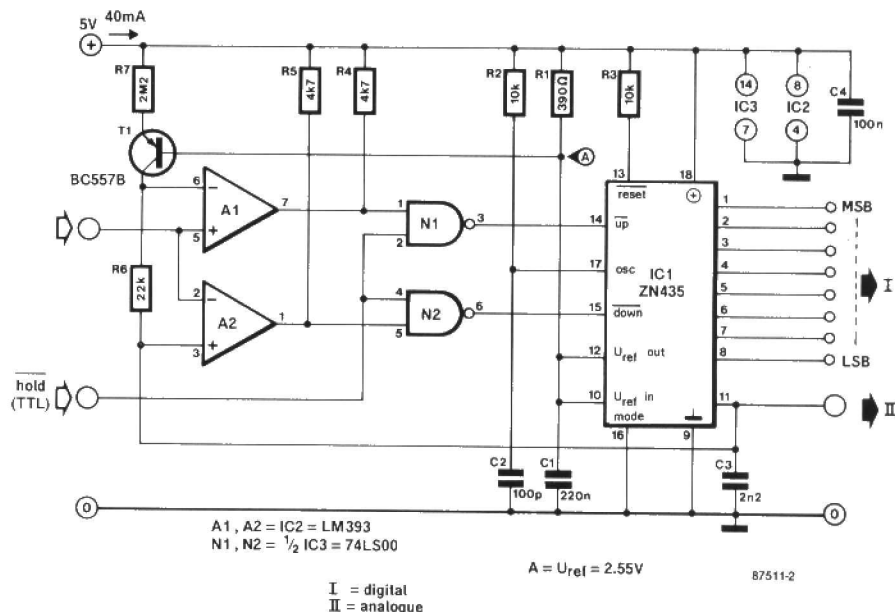 5V 40mA
+
R7
2M2
R5
4k7
R4
4k7
R2
10k
R1
390Ω
R3
10k
14
IC3
7
8
IC2
4
C4
100n
T1
BC557B
A
6
−
A1
7
5
+
R6
22k
2
−
A2
1
3
+
1
N1
3
2
4
N2
6
5
13
18
reset
+
14
up
17
osc
IC1
ZN435
15
down
12
Uref out
10
Uref in
mode
16
9
1
MSB
2
3
4
5
6
7
8
LSB
11
I
II
hold
(TTL)
C2
100p
C1
220n
C3
2n2
0
0
A1, A2 = IC2 = LM393
N1, N2 = ½ IC3 = 74LS00
A = Uref = 2.55V
87511-2
I = digital
II = analogue